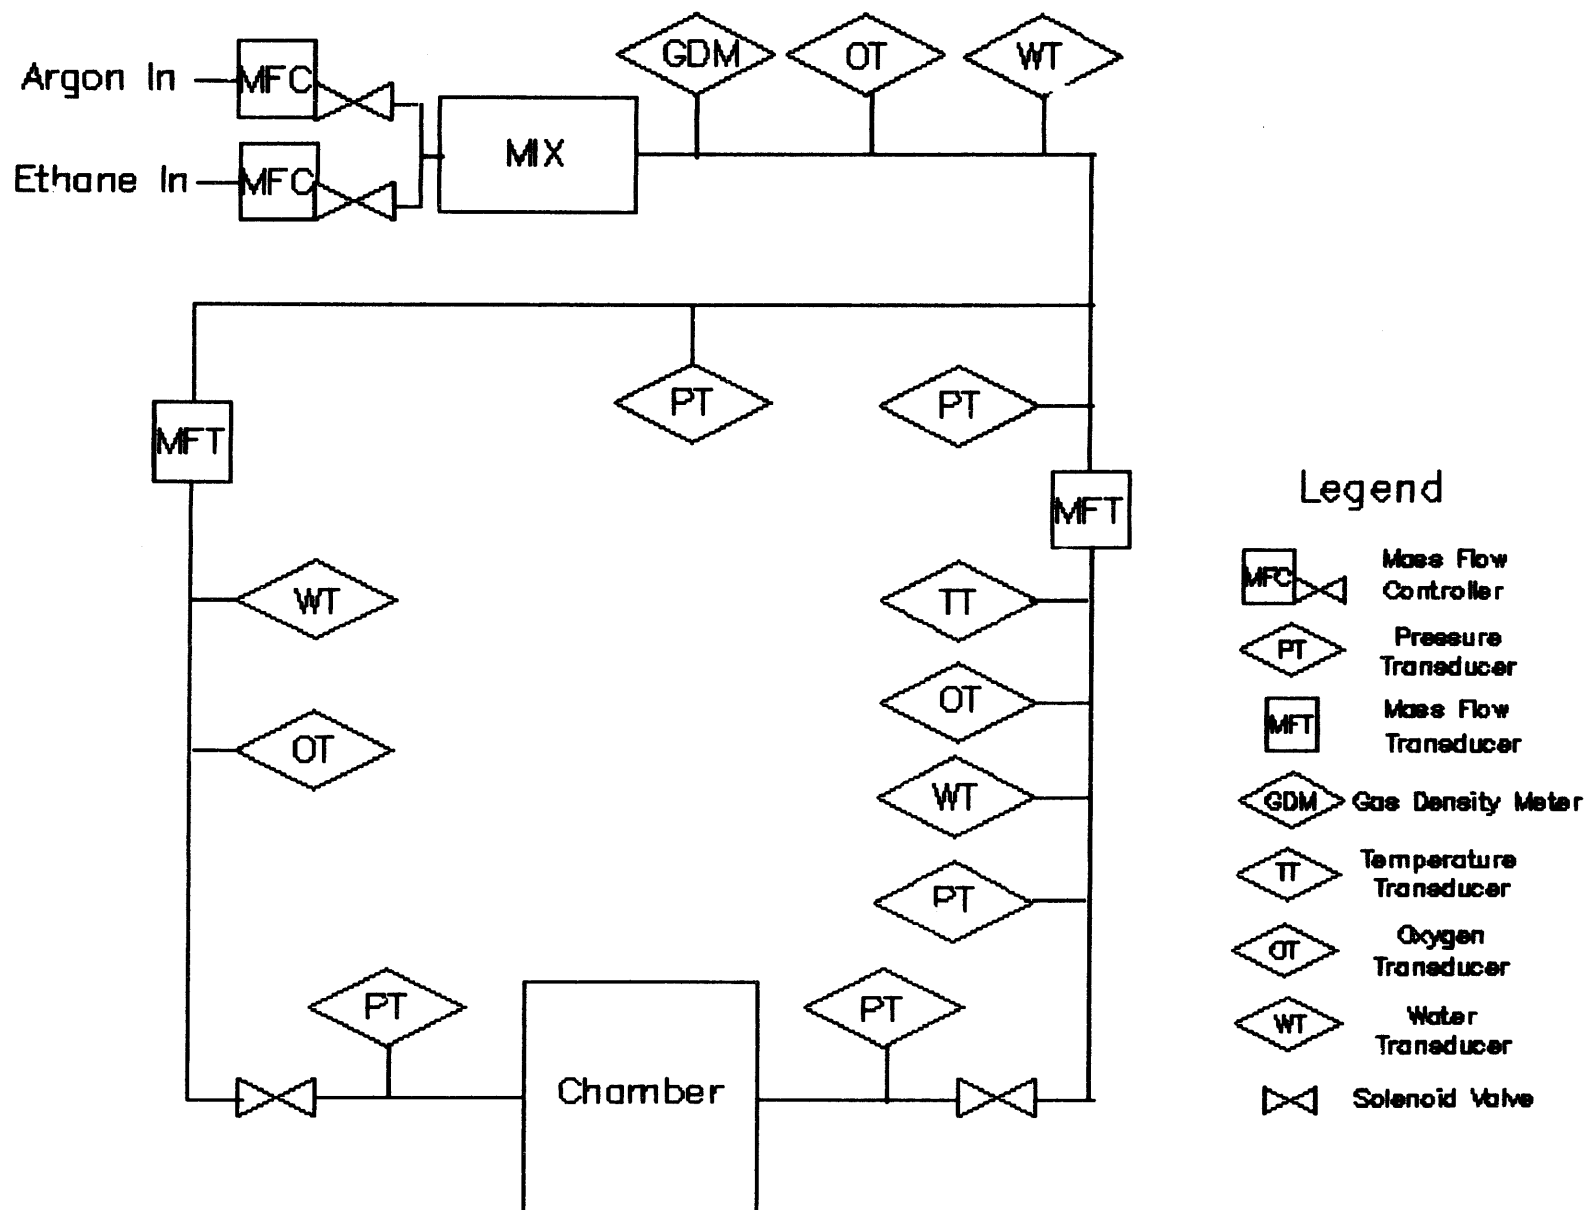 GDM
OT
WT
Argon In
MFC
MIX
Ethane In
MFC
PT
PT
MFT
MFT
Legend
MFC
Mass Flow
Controller
WT
TT
PT
Pressure
Transducer
OT
MFT
Mass Flow
Transducer
OT
WT
GDM
Gas Density Meter
PT
TT
Temperature
Transducer
OT
Oxygen
Transducer
PT
PT
WT
Water
Transducer
Chamber
Solenoid Valve